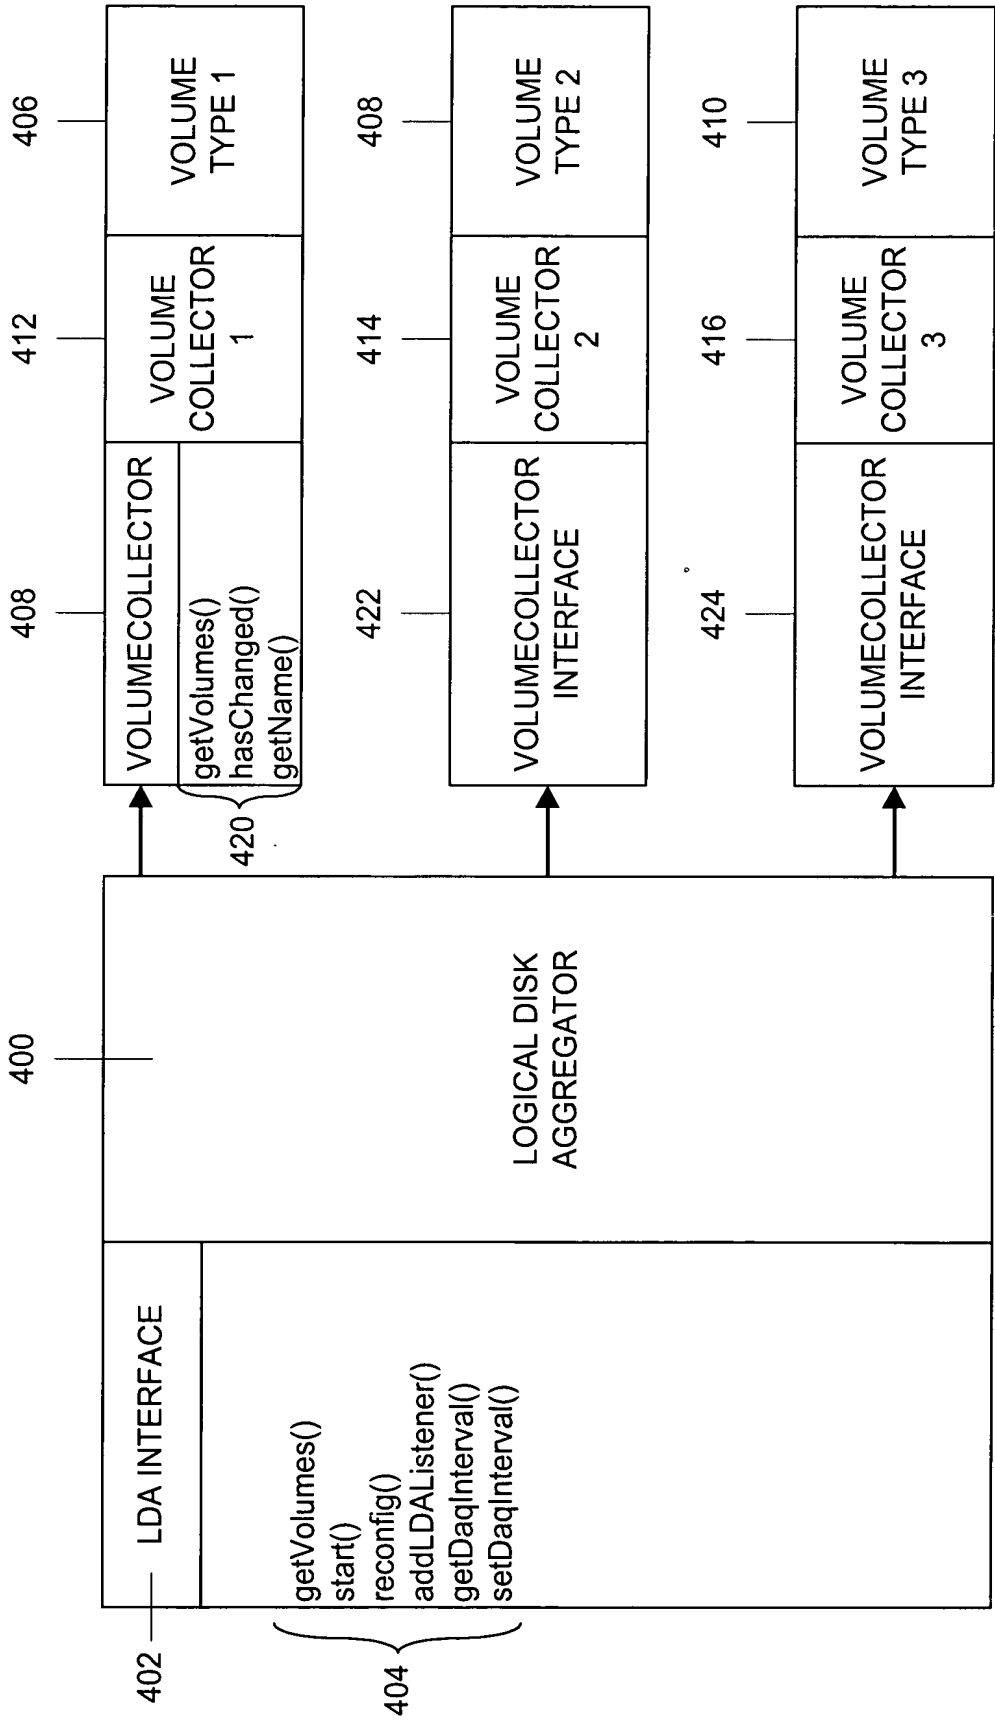 400
402
LDA INTERFACE
404
getVolumes()
start()
reconfig()
addLDAListener()
getDaqInterval()
setDaqInterval()
LOGICAL DISK
AGGREGATOR
408
412
406
VOLUMECOLLECTOR
420
getVolumes()
hasChanged()
getName()
VOLUME
COLLECTOR
1
VOLUME
TYPE 1
422
414
408
VOLUMECOLLECTOR
INTERFACE
VOLUME
COLLECTOR
2
VOLUME
TYPE 2
424
416
410
VOLUMECOLLECTOR
INTERFACE
VOLUME
COLLECTOR
3
VOLUME
TYPE 3